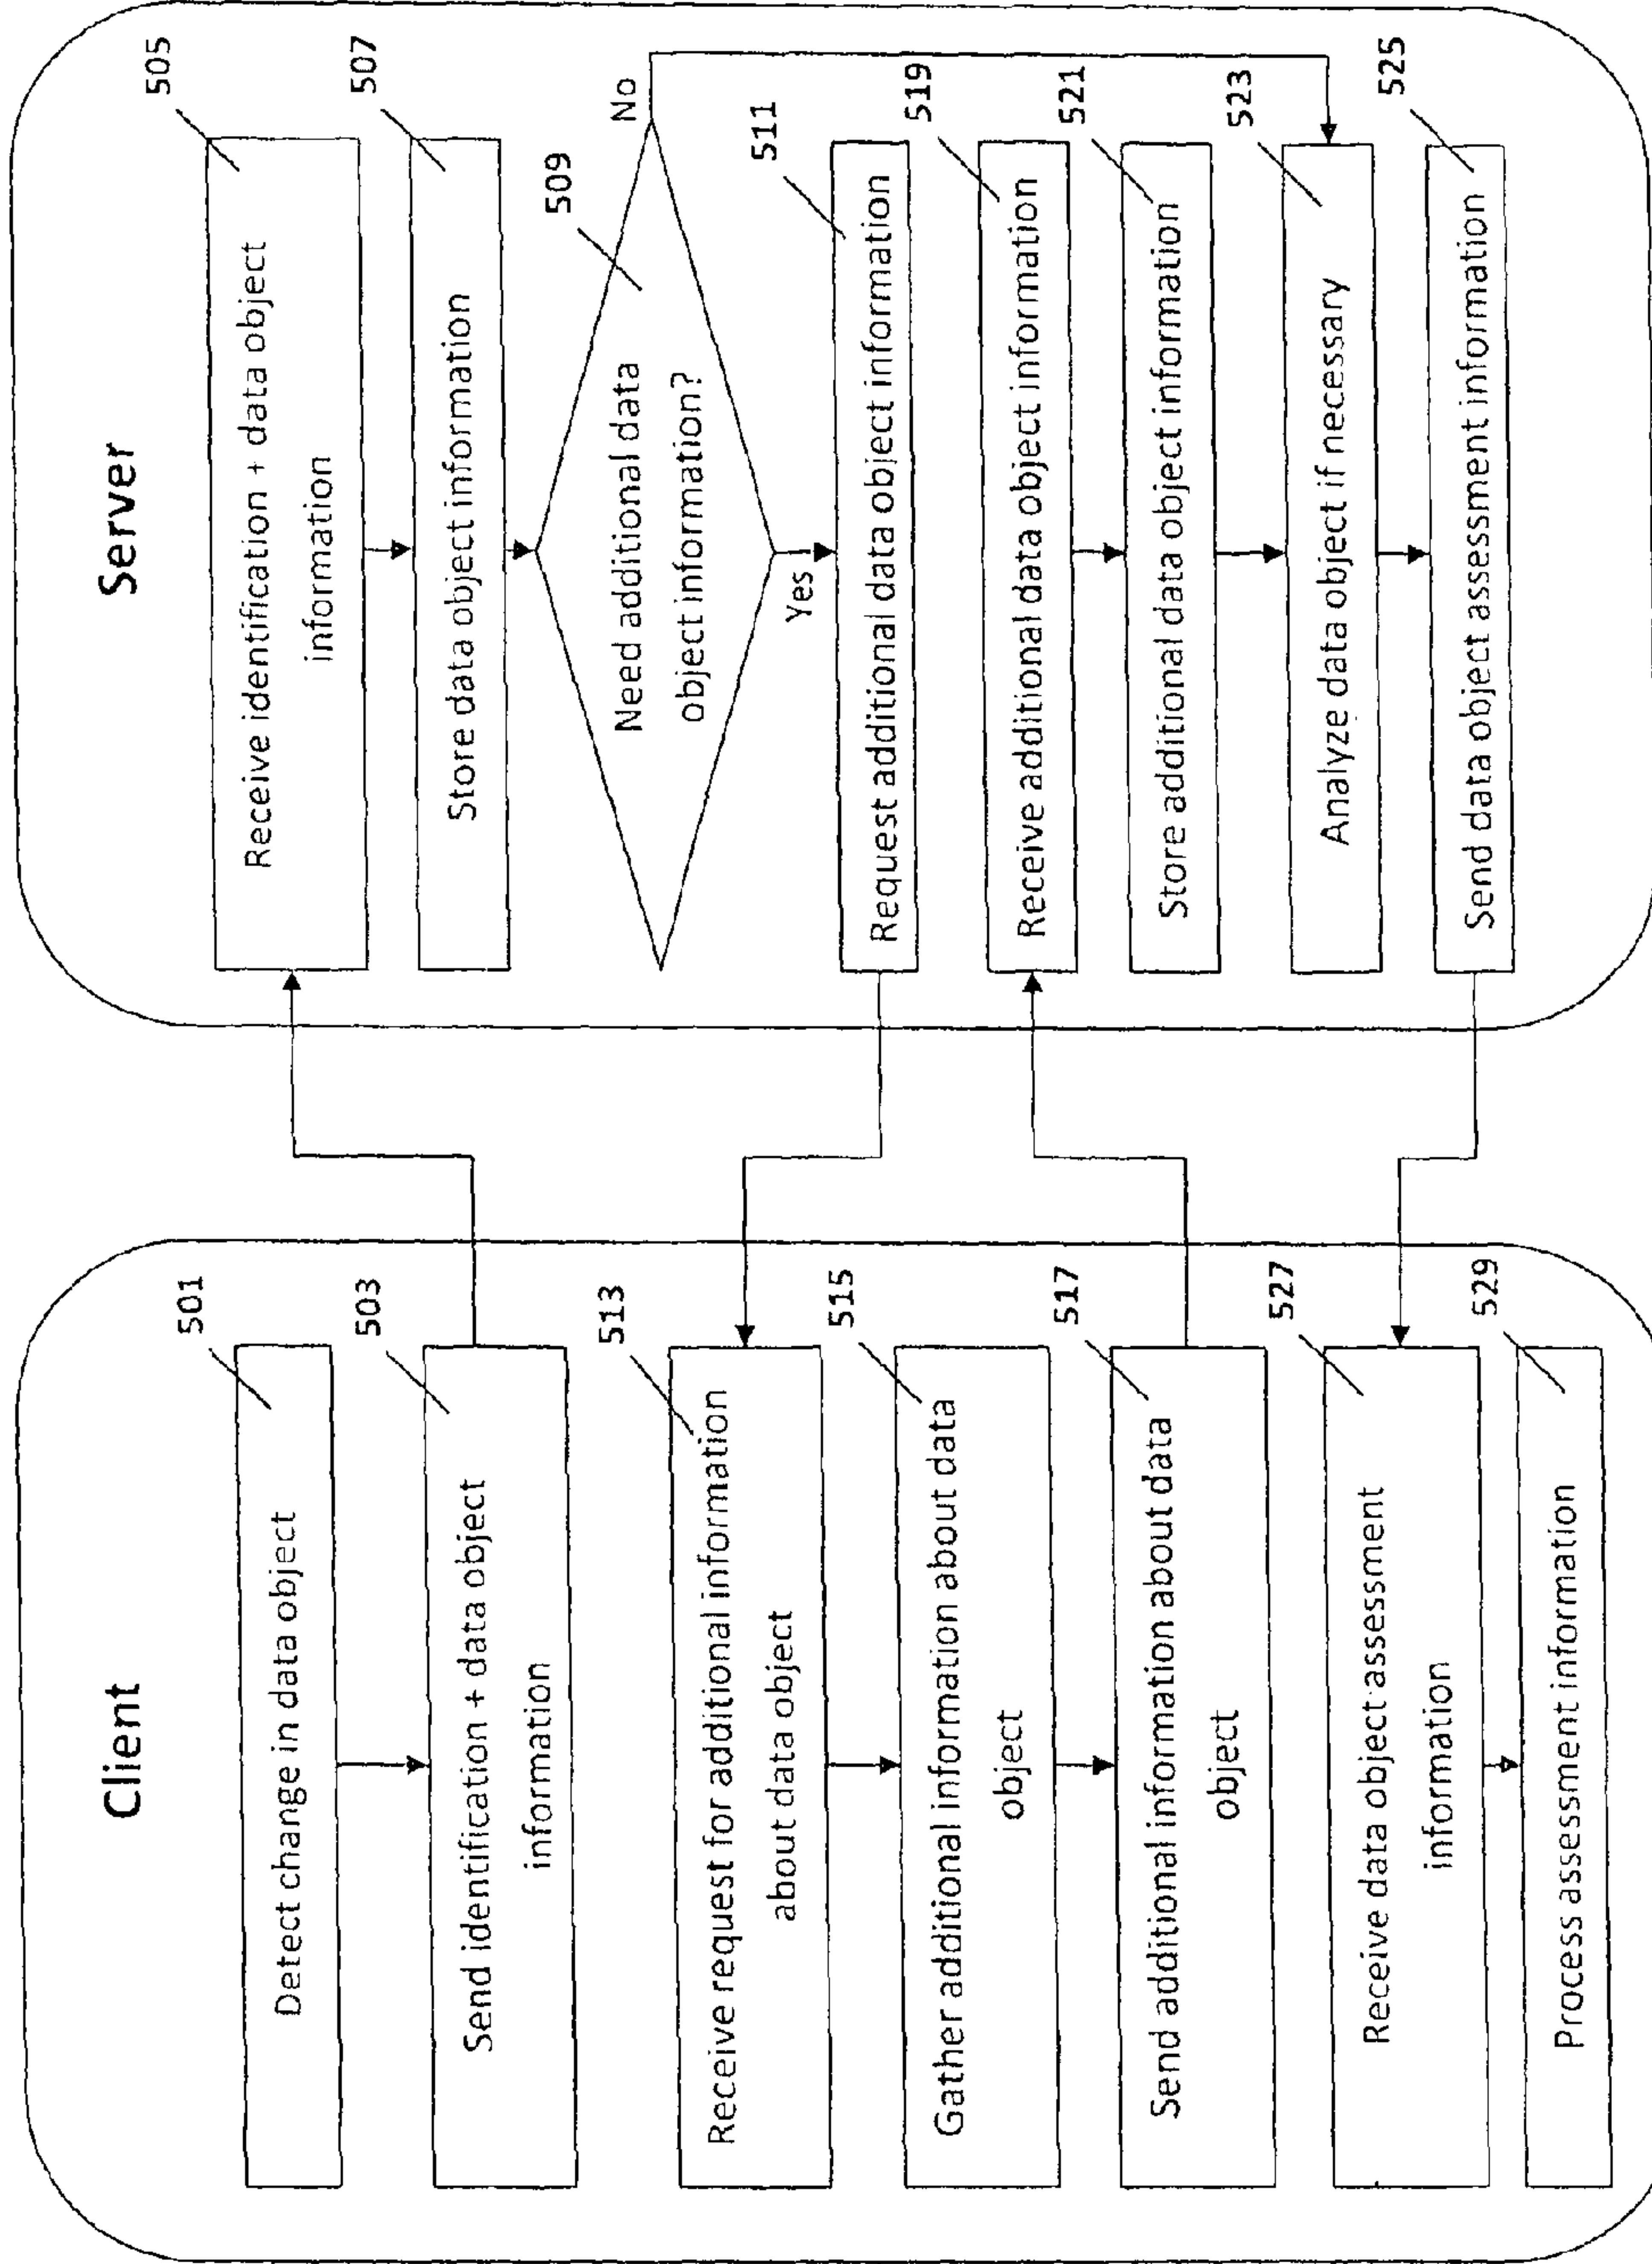 Client
501
Detect change in data object
503
Send identification + data object
information
513
Receive request for additional information
about data object
515
Gather additional information about data
object
517
Send additional information about data
object
527
Receive data object assessment
information
529
Process assessment information
Server
505
Receive identification + data object
information
507
Store data object information
509
Need additional data
object information?
No
Yes
511
Request additional data object information
519
Receive additional data object information
521
Store additional data object information
523
Analyze data object if necessary
525
Send data object assessment information